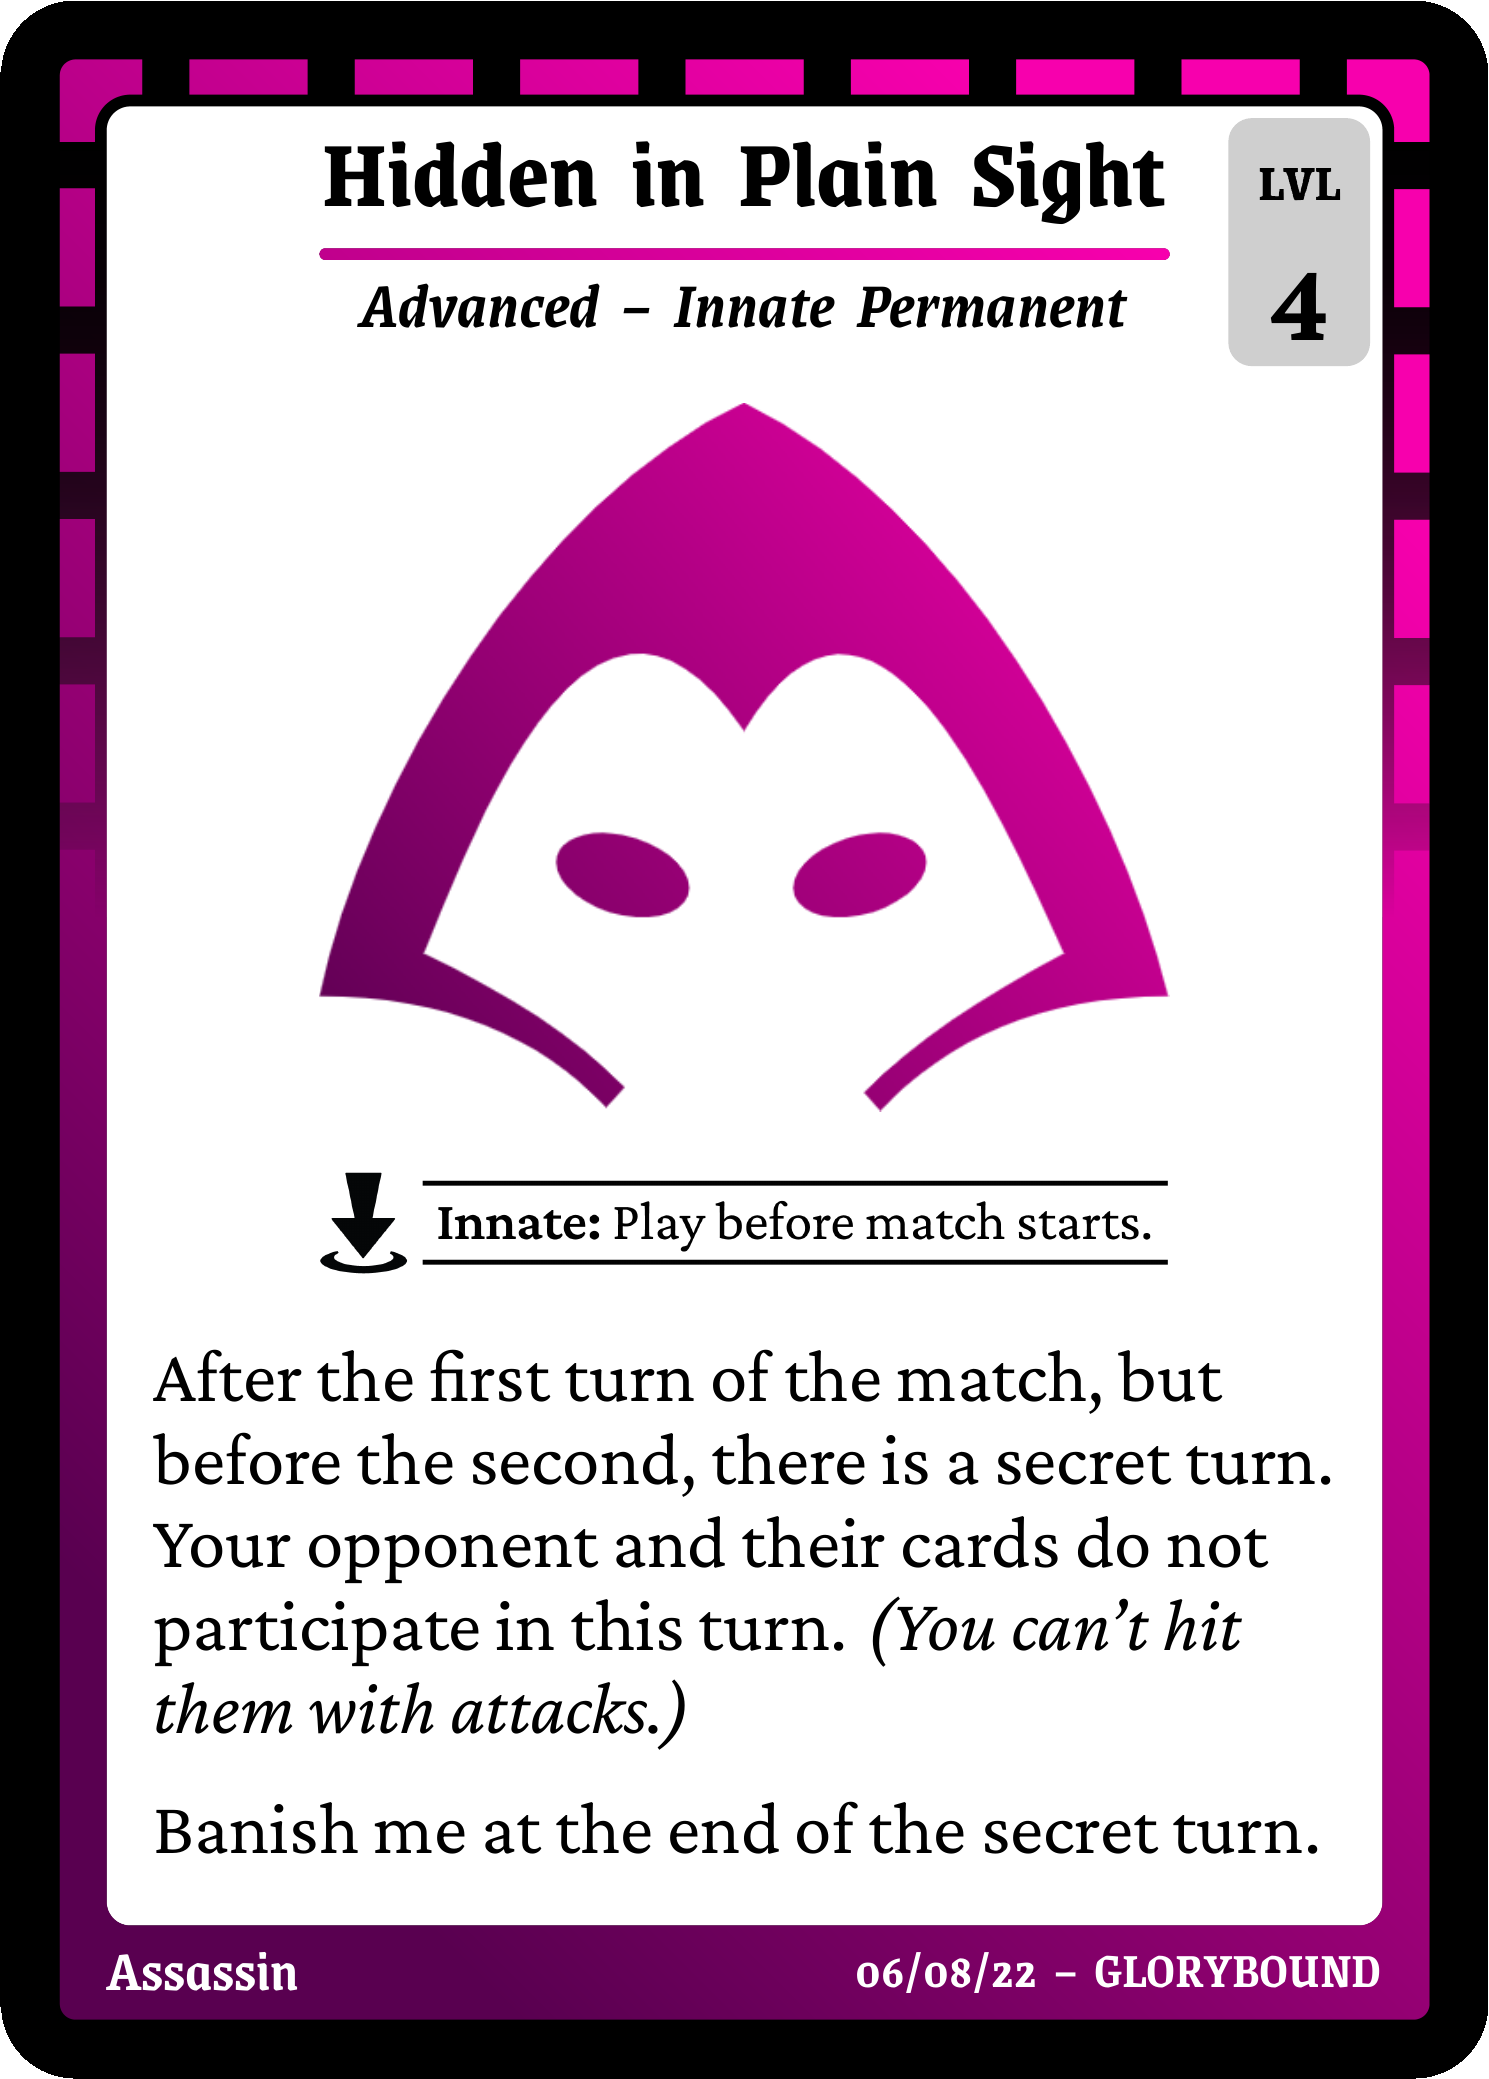 Hidden in Plain Sight
LVL
4
Advanced – Innate Permanent
Innate: Play before match starts.
After the first turn of the match, but
before the second, there is a secret turn.
Your opponent and their cards do not
participate in this turn. (You can’t hit
them with attacks.)
Banish me at the end of the secret turn.
Assassin
06/08/22 – GLORYBOUND